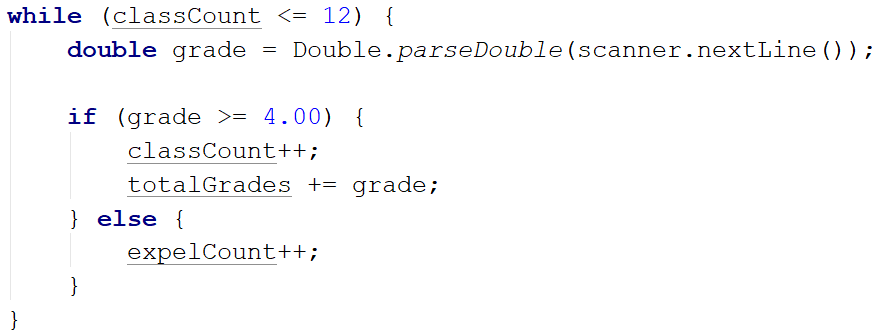 while (classCount <= 12) {
    double grade = Double.parseDouble(scanner.nextLine());

    if (grade >= 4.00) {
        classCount++;
        totalGrades += grade;
    } else {
        expelCount++;
    }
}